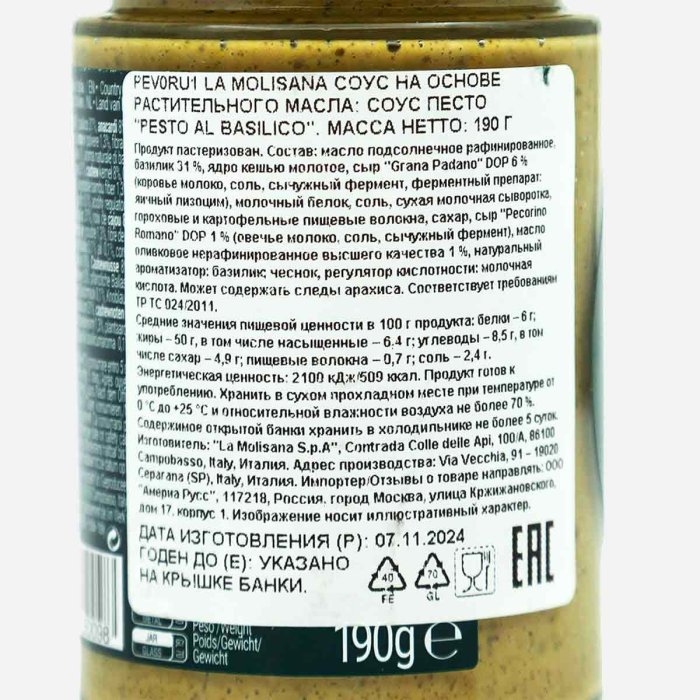 PEV0RU1 LA MOLISANA СОУС НА ОСНОВЕ
РАСТИТЕЛЬНОГО МАСЛА: СОУС ПЕСТО
"PESTO AL BASILICO". МАССА НЕТТО: 190 Г
Продукт пастеризован. Состав: масло подсолнечное рафинированное,
базилик 31 %, ядро кешью молотое, сыр "Grana Padano" DOP 6 %
(коровье молоко, соль, сычужный фермент, ферментный препарат:
яичный лизоцим), молочный белок, соль, сухая молочная сыворотка,
гороховые и картофельные пищевые волокна, сахар, сыр "Pecorino
Romano" DOP 1 % (овечье молоко, соль, сычужный фермент), масло
оливковое нерафинированное высшего качества 1 %, натуральный
ароматизатор: базилик; чеснок, регулятор кислотности: молочная
кислота. Может содержать следы арахиса. Соответствует требованиям
ТР ТС 024/2011.
Средние значения пищевой ценности в 100 г продукта: белки – 6 г;
жиры – 50 г, в том числе насыщенные – 6,4 г; углеводы – 8,5 г, в том
числе сахар – 4,9 г; пищевые волокна – 0,7 г; соль – 2,4 г.
Энергетическая ценность: 2100 кДж/509 ккал. Продукт готов к
употреблению. Хранить в сухом прохладном месте при температуре от
0 °C до +25 °C и относительной влажности воздуха не более 70 %.
Содержимое открытой банки хранить в холодильнике не более 5 суток.
Изготовитель: "La Molisana S.p.A", Contrada Colle delle Api, 100/A, 86100
Campobasso, Italy, Италия. Адрес производства: Via Vecchia, 91 – 19020
Ceparana (SP), Italy, Италия. Импортер/Отзывы о товаре направлять: ООО
"Америа Русс", 117218, Россия, город Москва, улица Кржижановского,
дом 17, корпус 1. Изображение носит иллюстративный характер.
ДАТА ИЗГОТОВЛЕНИЯ (P): 07.11.2024
ГОДЕН ДО (E): УКАЗАНО
НА КРЫШКЕ БАНКИ.
40
FE
70
GL
EAC
JAR
GLASS
Peso/Weight
Poids/Gewicht/
Gewicht
190g e